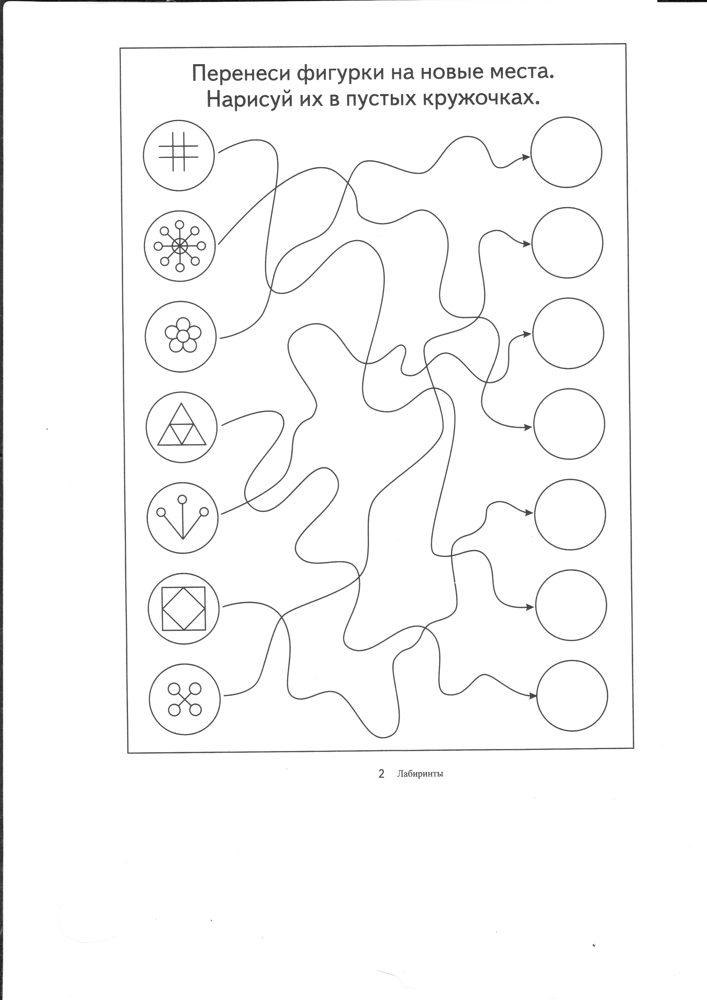 Перенеси фигурки на новые места.
Нарисуй их в пустых кружочках.
2 Лабиринты